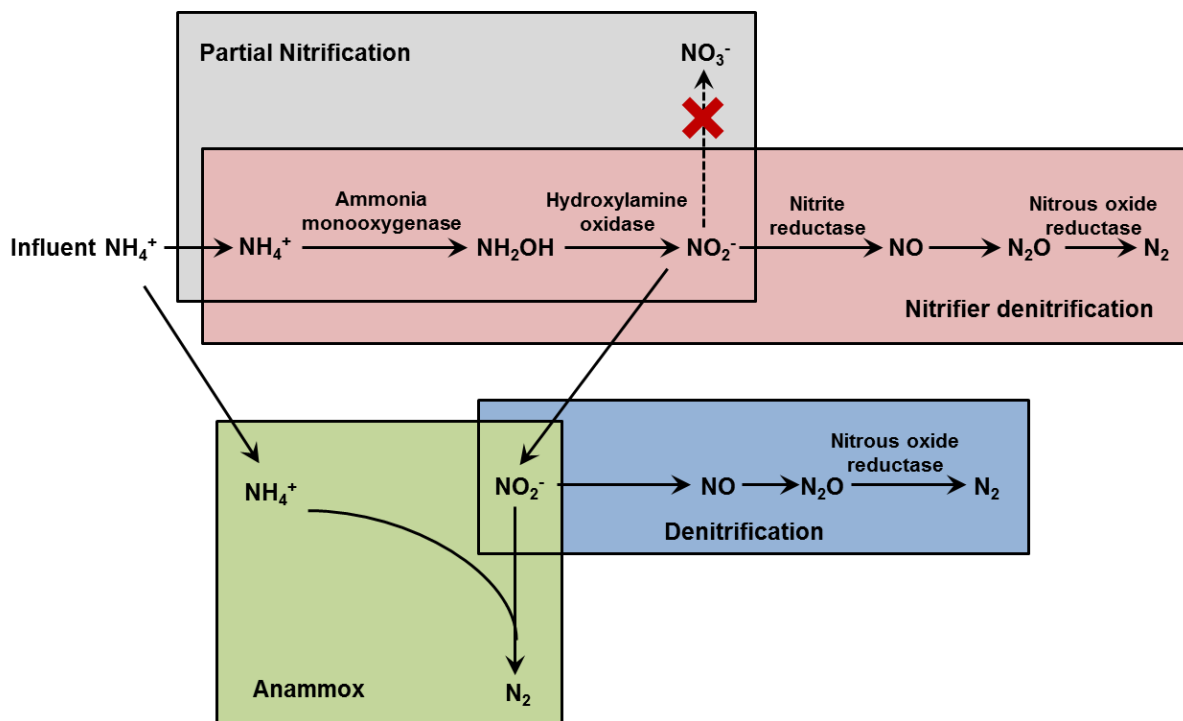 Partial Nitrification
NO₃⁻
Ammonia
monooxygenase
Hydroxylamine
oxidase
Nitrite
reductase
Nitrous oxide
reductase
Influent NH₄⁺
NH₄⁺
NH₂OH
NO₂⁻
NO
N₂O
N₂
Nitrifier denitrification
Nitrous oxide
reductase
NH₄⁺
NO₂⁻
NO
N₂O
N₂
Denitrification
Anammox
N₂